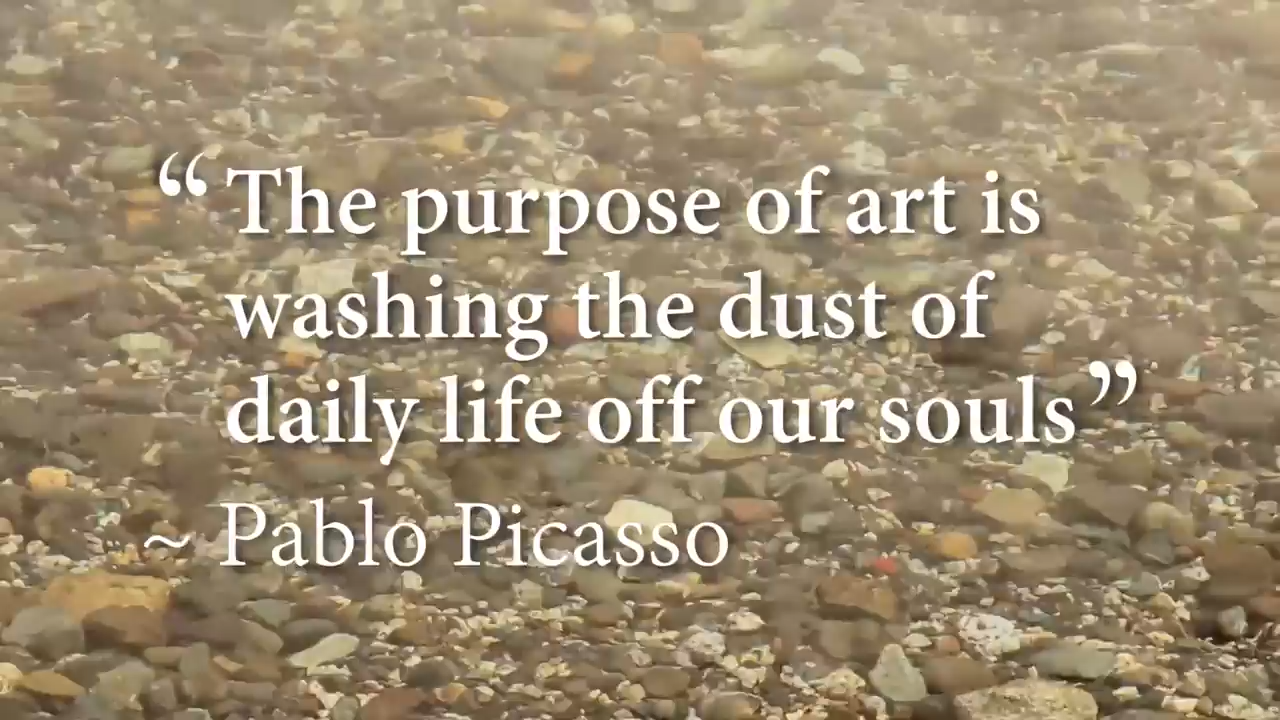 “The purpose of art is
washing the dust of
daily life off our souls”
~ Pablo Picasso